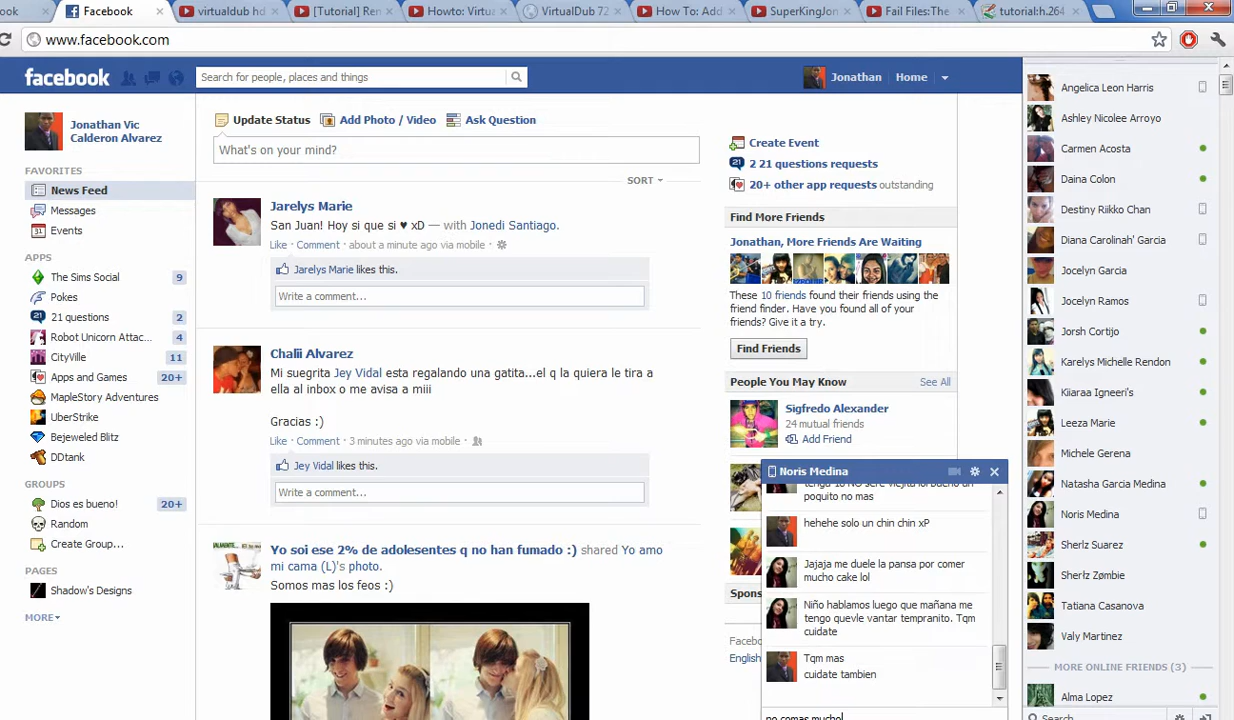 ook
Facebook
virtualdub hd
[Tutorial] Ren
Howto: Virtua
VirtualDub 72
How To: Add
SuperKingJon
Fail Files:The
tutorial:h.264
www.facebook.com
facebook
Search for people, places and things
Jonathan
Home
Jonathan Vic
Calderon Alvarez
FAVORITES
News Feed
Messages
Events
APPS
The Sims Social 9
Pokes
21 questions 2
Robot Unicorn Attac... 4
CityVille 11
Apps and Games 20+
MapleStory Adventures
UberStrike
Bejeweled Blitz
DDtank
GROUPS
Dios es bueno! 20+
Random
Create Group...
PAGES
Shadow's Designs
MORE
Update Status Add Photo / Video Ask Question
What's on your mind?
SORT
Jarelys Marie
San Juan! Hoy si que si ♥ xD — with Jonedi Santiago.
Like · Comment · about a minute ago via mobile ·
Jarelys Marie likes this.
Write a comment...
Chalii Alvarez
Mi suegrita Jey Vidal esta regalando una gatita...el q la quiera le tira a
ella al inbox o me avisa a miii
Gracias :)
Like · Comment · 3 minutes ago via mobile ·
Jey Vidal likes this.
Write a comment...
Yo soi ese 2% de adolesentes q no han fumado :) shared Yo amo
mi cama (L)'s photo.
Somos mas los feos :)
Create Event
2 21 questions requests
20+ other app requests outstanding
Find More Friends
Jonathan, More Friends Are Waiting
These 10 friends found their friends using the
friend finder. Have you found all of your
friends? Give it a try.
Find Friends
People You May Know See All
Sigfredo Alexander
24 mutual friends
Add Friend
Spons
Facebo
English
Noris Medina
poquito no mas
hehehe solo un chin chin xP
Jajaja me duele la pansa por comer
mucho cake lol
Niño hablamos luego que mañana me
tengo quevle vantar tempranito. Tqm
cuidate
Tqm mas
cuidate tambien
no comas mucho
Angelica Leon Harris
Ashley Nicolee Arroyo
Carmen Acosta
Daina Colon
Destiny Riikko Chan
Diana Carolinah' Garcia
Jocelyn Garcia
Jocelyn Ramos
Jorsh Cortijo
Karelys Michelle Rendon
Kiiaraa Igneeri's
Leeza Marie
Michele Gerena
Natasha Garcia Medina
Noris Medina
Sherlz Suarez
Sherłz Zømbie
Tatiana Casanova
Valy Martinez
MORE ONLINE FRIENDS (3)
Alma Lopez
Search